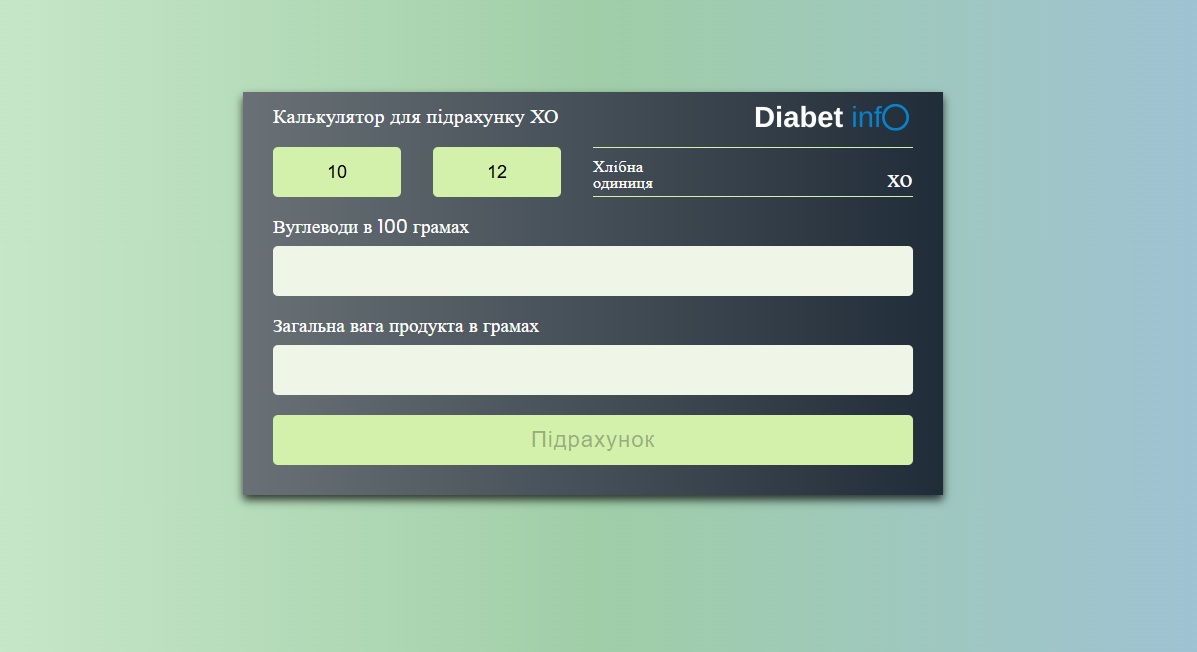 Калькулятор для підрахунку ХО
Diabet infO
10
12
Хлібна
одиниця
ХО
Вуглеводи в 100 грамах
Загальна вага продукта в грамах
Підрахунок